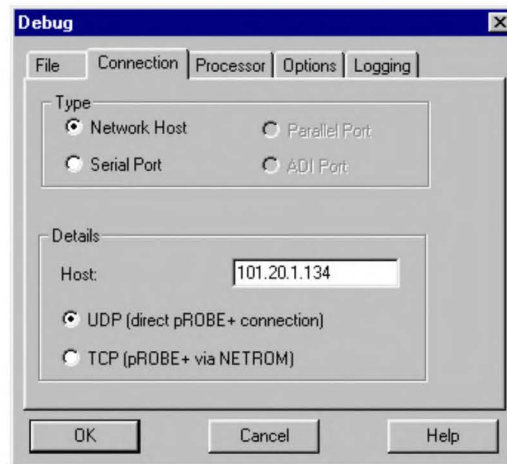 Debug
File Connection Processor Options Logging
Type
Network Host Parallel Port
Serial Port ADI Port
Details
Host: 101.20.1.134
UDP (direct pROBE+ connection)
TCP (pROBE+ via NETROM)
OK Cancel Help